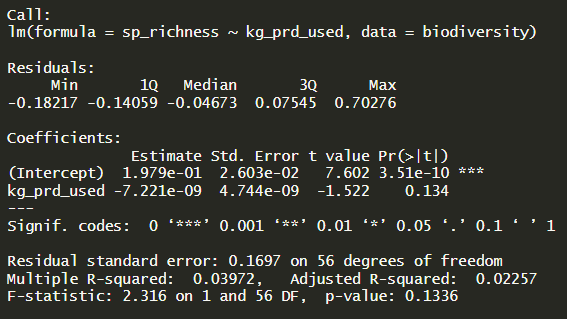 Call:
lm(formula = sp_richness ~ kg_prd_used, data = biodiversity)
Residuals:
Min 1Q Median 3Q Max
-0.18217 -0.14059 -0.04673 0.07545 0.70276
Coefficients:
Estimate Std. Error t value Pr(>|t|)
(Intercept) 1.979e-01 2.603e-02 7.602 3.51e-10 ***
kg_prd_used -7.221e-09 4.744e-09 -1.522 0.134
---
Signif. codes: 0 ‘***’ 0.001 ‘**’ 0.01 ‘*’ 0.05 ‘.’ 0.1 ‘ ’ 1
Residual standard error: 0.1697 on 56 degrees of freedom
Multiple R-squared: 0.03972, Adjusted R-squared: 0.02257
F-statistic: 2.316 on 1 and 56 DF, p-value: 0.1336